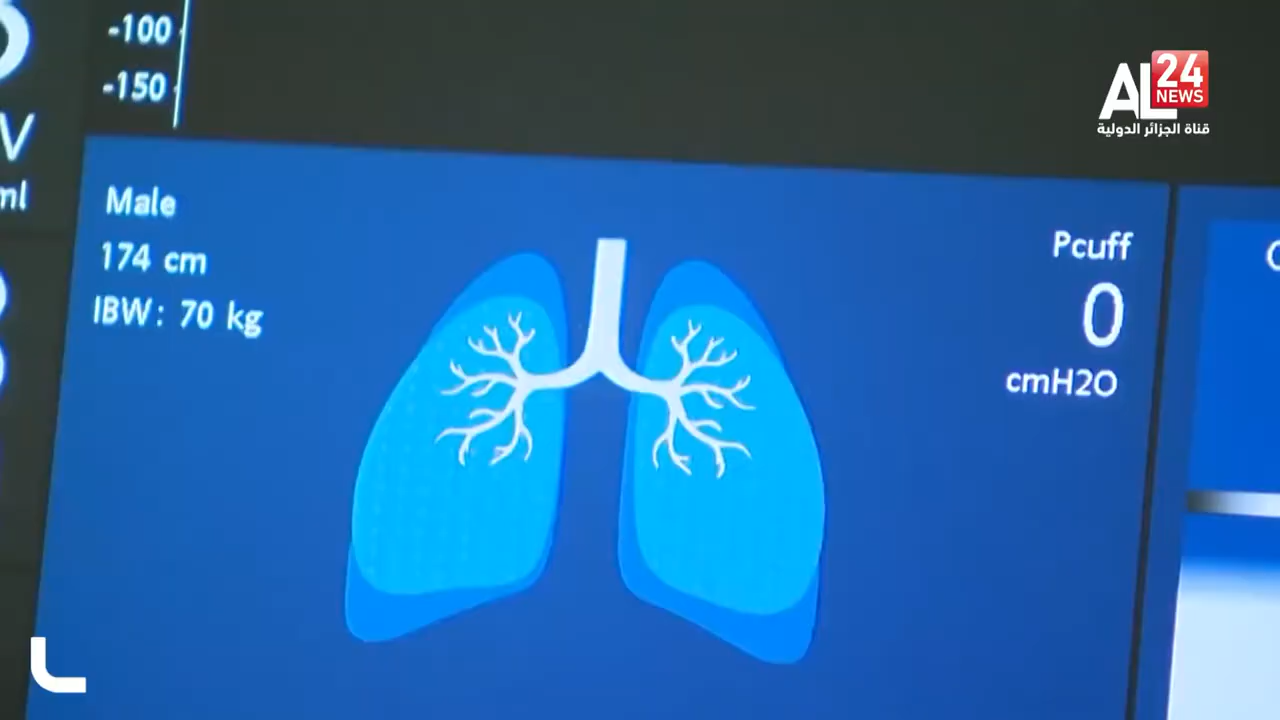 -100
-150
V
ml
Male
174 cm
IBW: 70 kg
Pcuff
0
cmH2O
AL
24
NEWS
قناة الجزائر الدولية